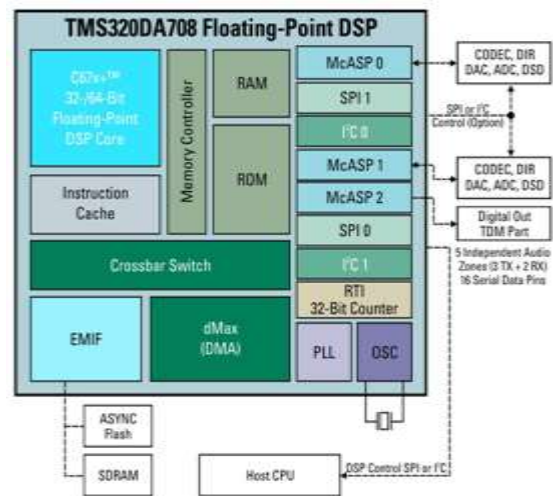 TMS320DA708 Floating-Point DSP
C67x+™
32-/64-Bit
Floating-Point
DSP Core
Instruction
Cache
Memory Controller
RAM
ROM
Crossbar Switch
EMIF
dMax
(DMA)
McASP 0
SPI 1
I²C 0
McASP 1
McASP 2
SPI 0
I²C 1
RTI
32-Bit Counter
PLL
OSC
CODEC, DIR
DAC, ADC, DSD
SPI or I²C
Control (Option)
CODEC, DIR
DAC, ADC, DSD
Digital Out
TDM Part
5 Independent Audio
Zones (3 TX + 2 RX)
16 Serial Data Pins
ASYNC
Flash
SDRAM
Host CPU
DSP Control SPI or I²C